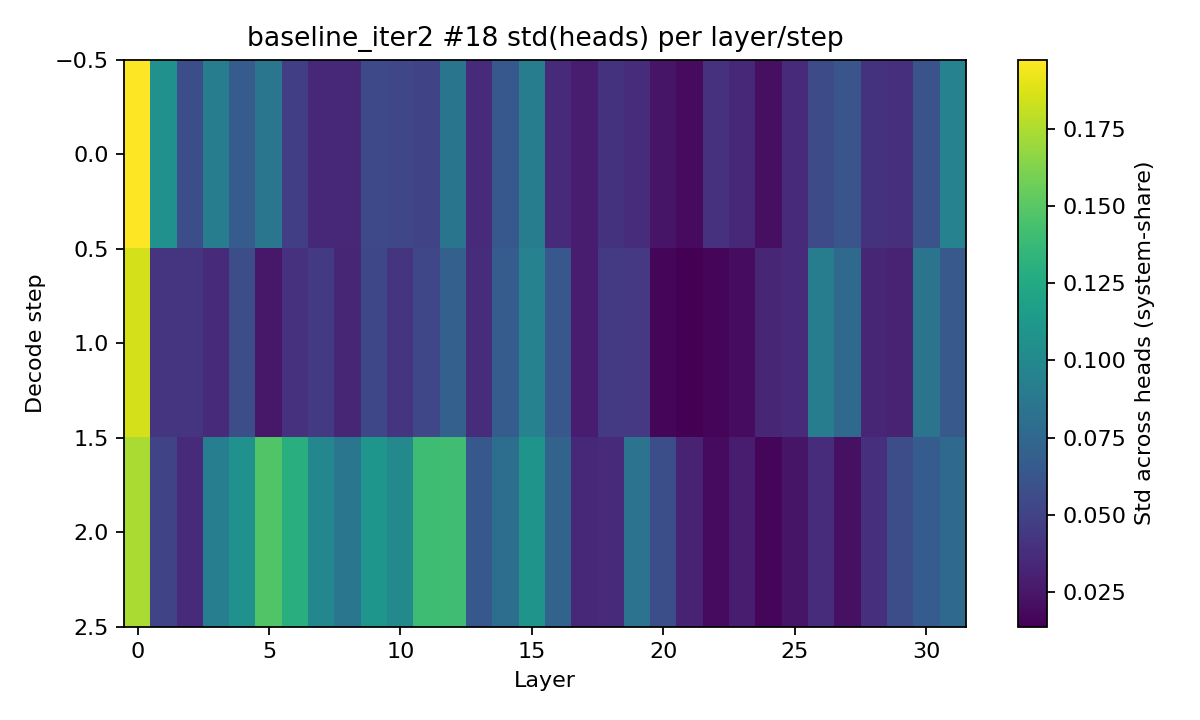 baseline_iter2 #18 std(heads) per layer/step
−0.5
0.0
0.5
1.0
1.5
2.0
2.5
Decode step
0 5 10 15 20 25 30
Layer
0.175
0.150
0.125
0.100
0.075
0.050
0.025
Std across heads (system-share)